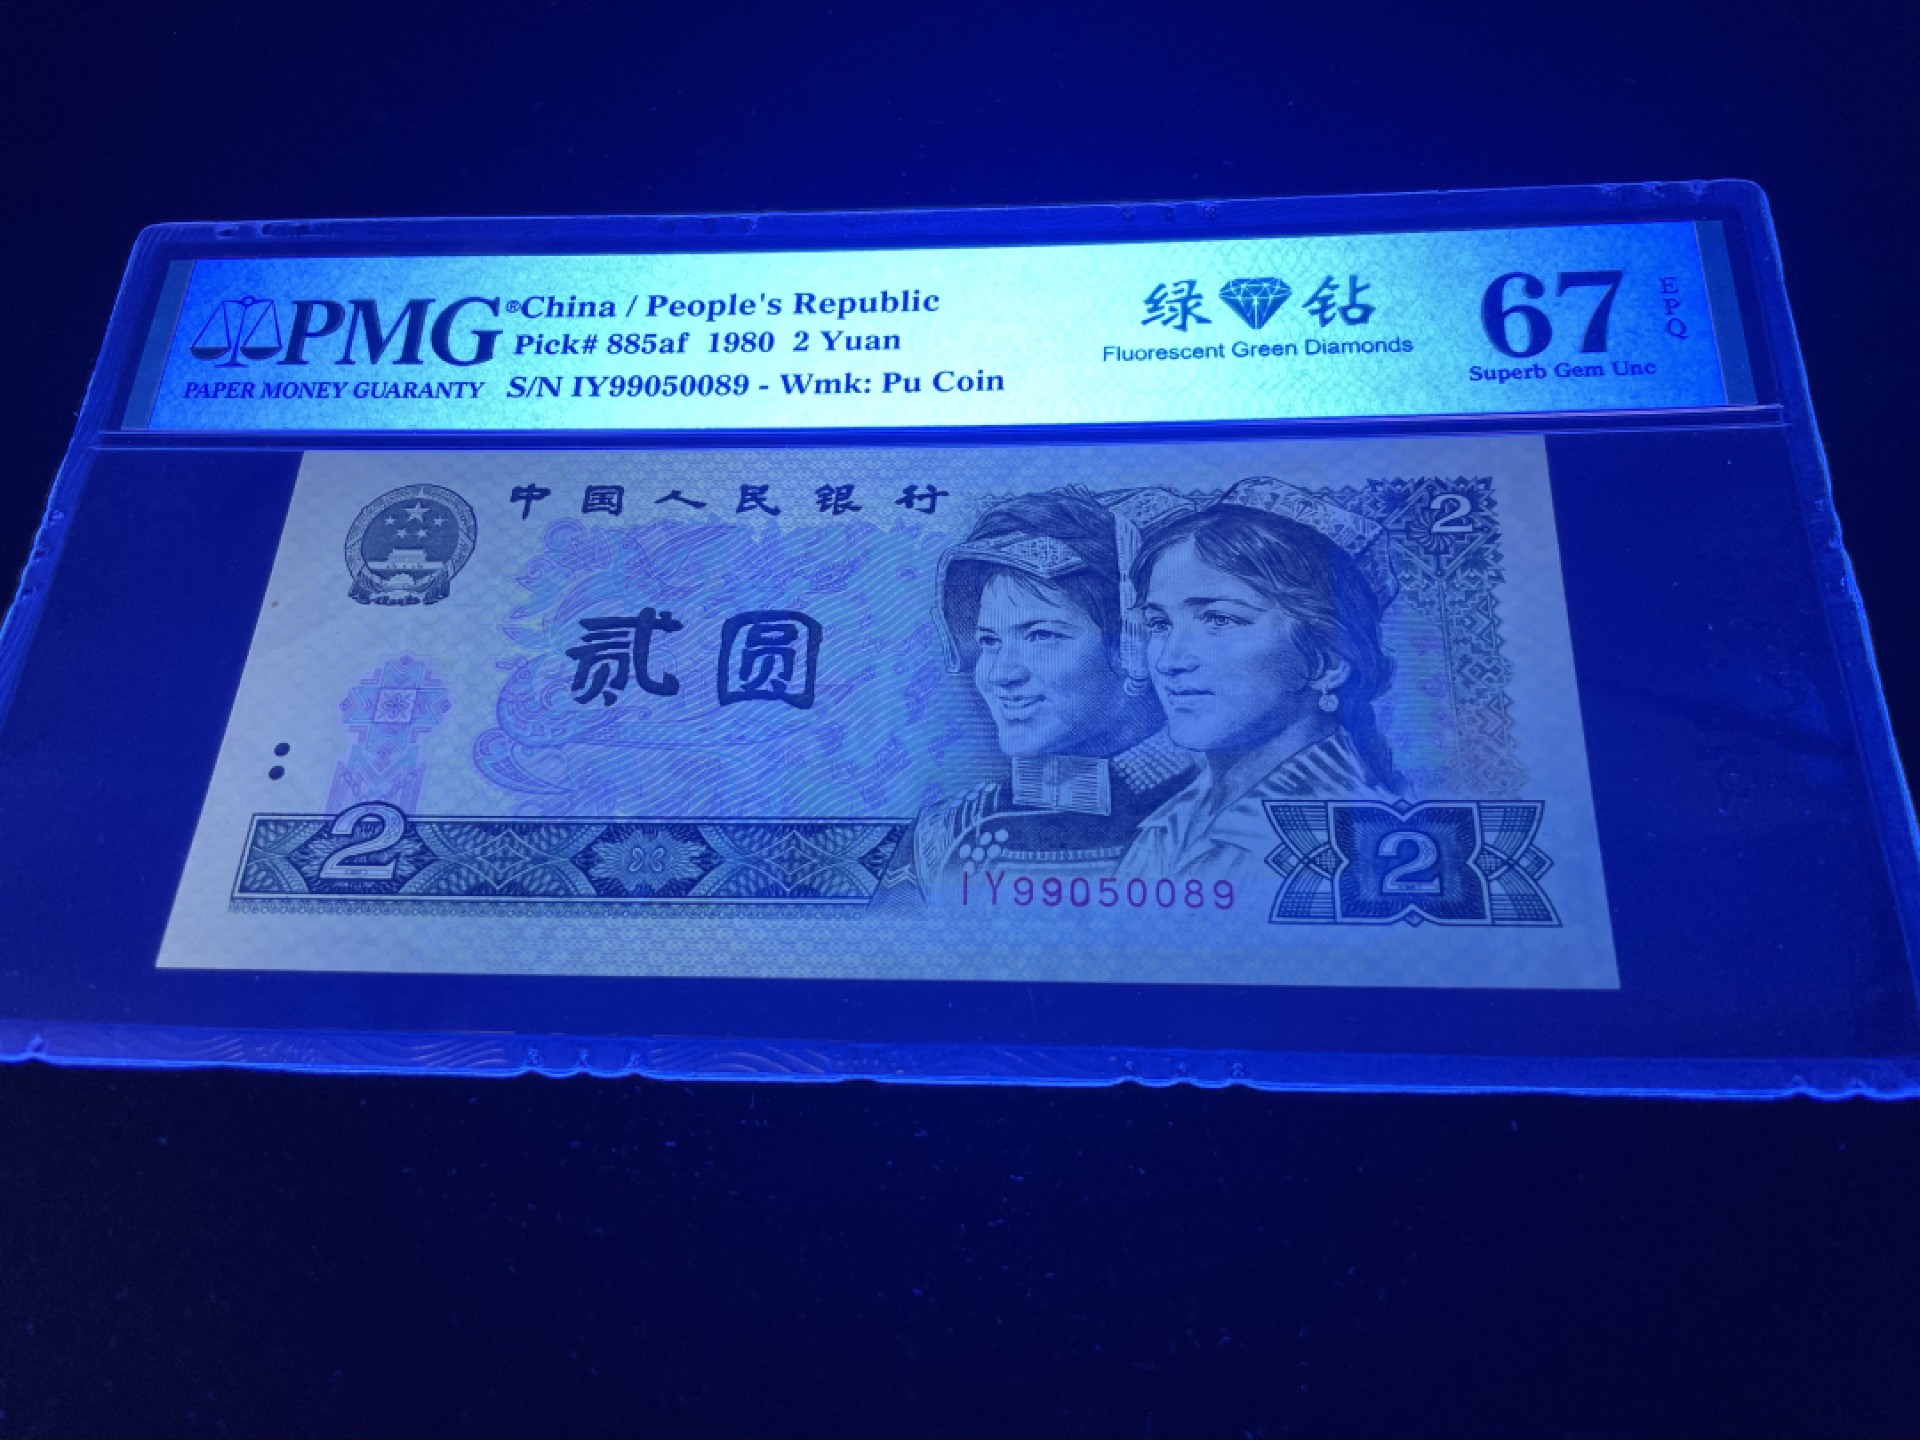 PMG®
PAPER MONEY GUARANTY
China / People's Republic
Pick# 885af 1980 2 Yuan
S/N IY99050089 - Wmk: Pu Coin
绿 钻
Fluorescent Green Diamonds
67
EPQ
Superb Gem Unc
中国人民银行
2
贰圆
2
IY99050089
2